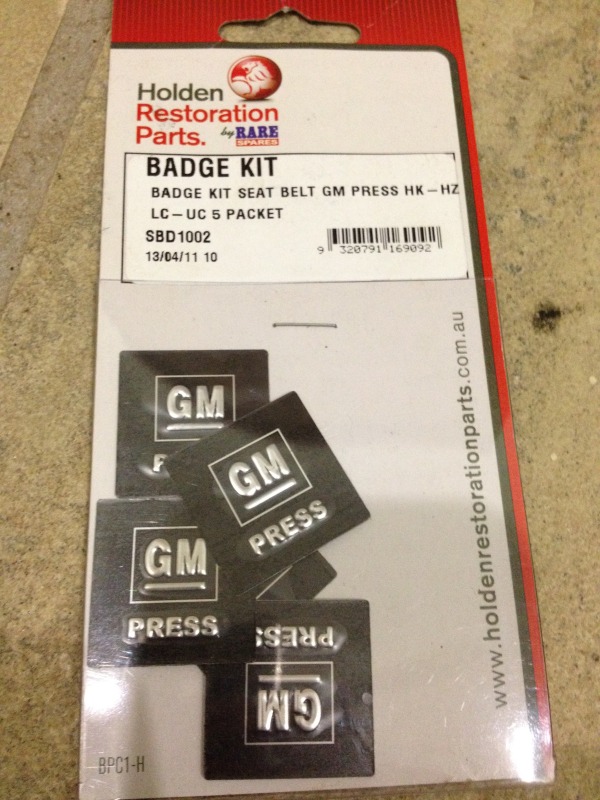 Holden
Restoration
Parts.
by RARE
SPARES
BADGE KIT
BADGE KIT SEAT BELT GM PRESS HK-HZ
LC-UC 5 PACKET
SBD1002
13/04/11 10
9 320791 169092
www.holdenrestorationparts.com.au
GM
P
GM
PRESS
GM
PRESS
PRESS
GM
BPC1-H